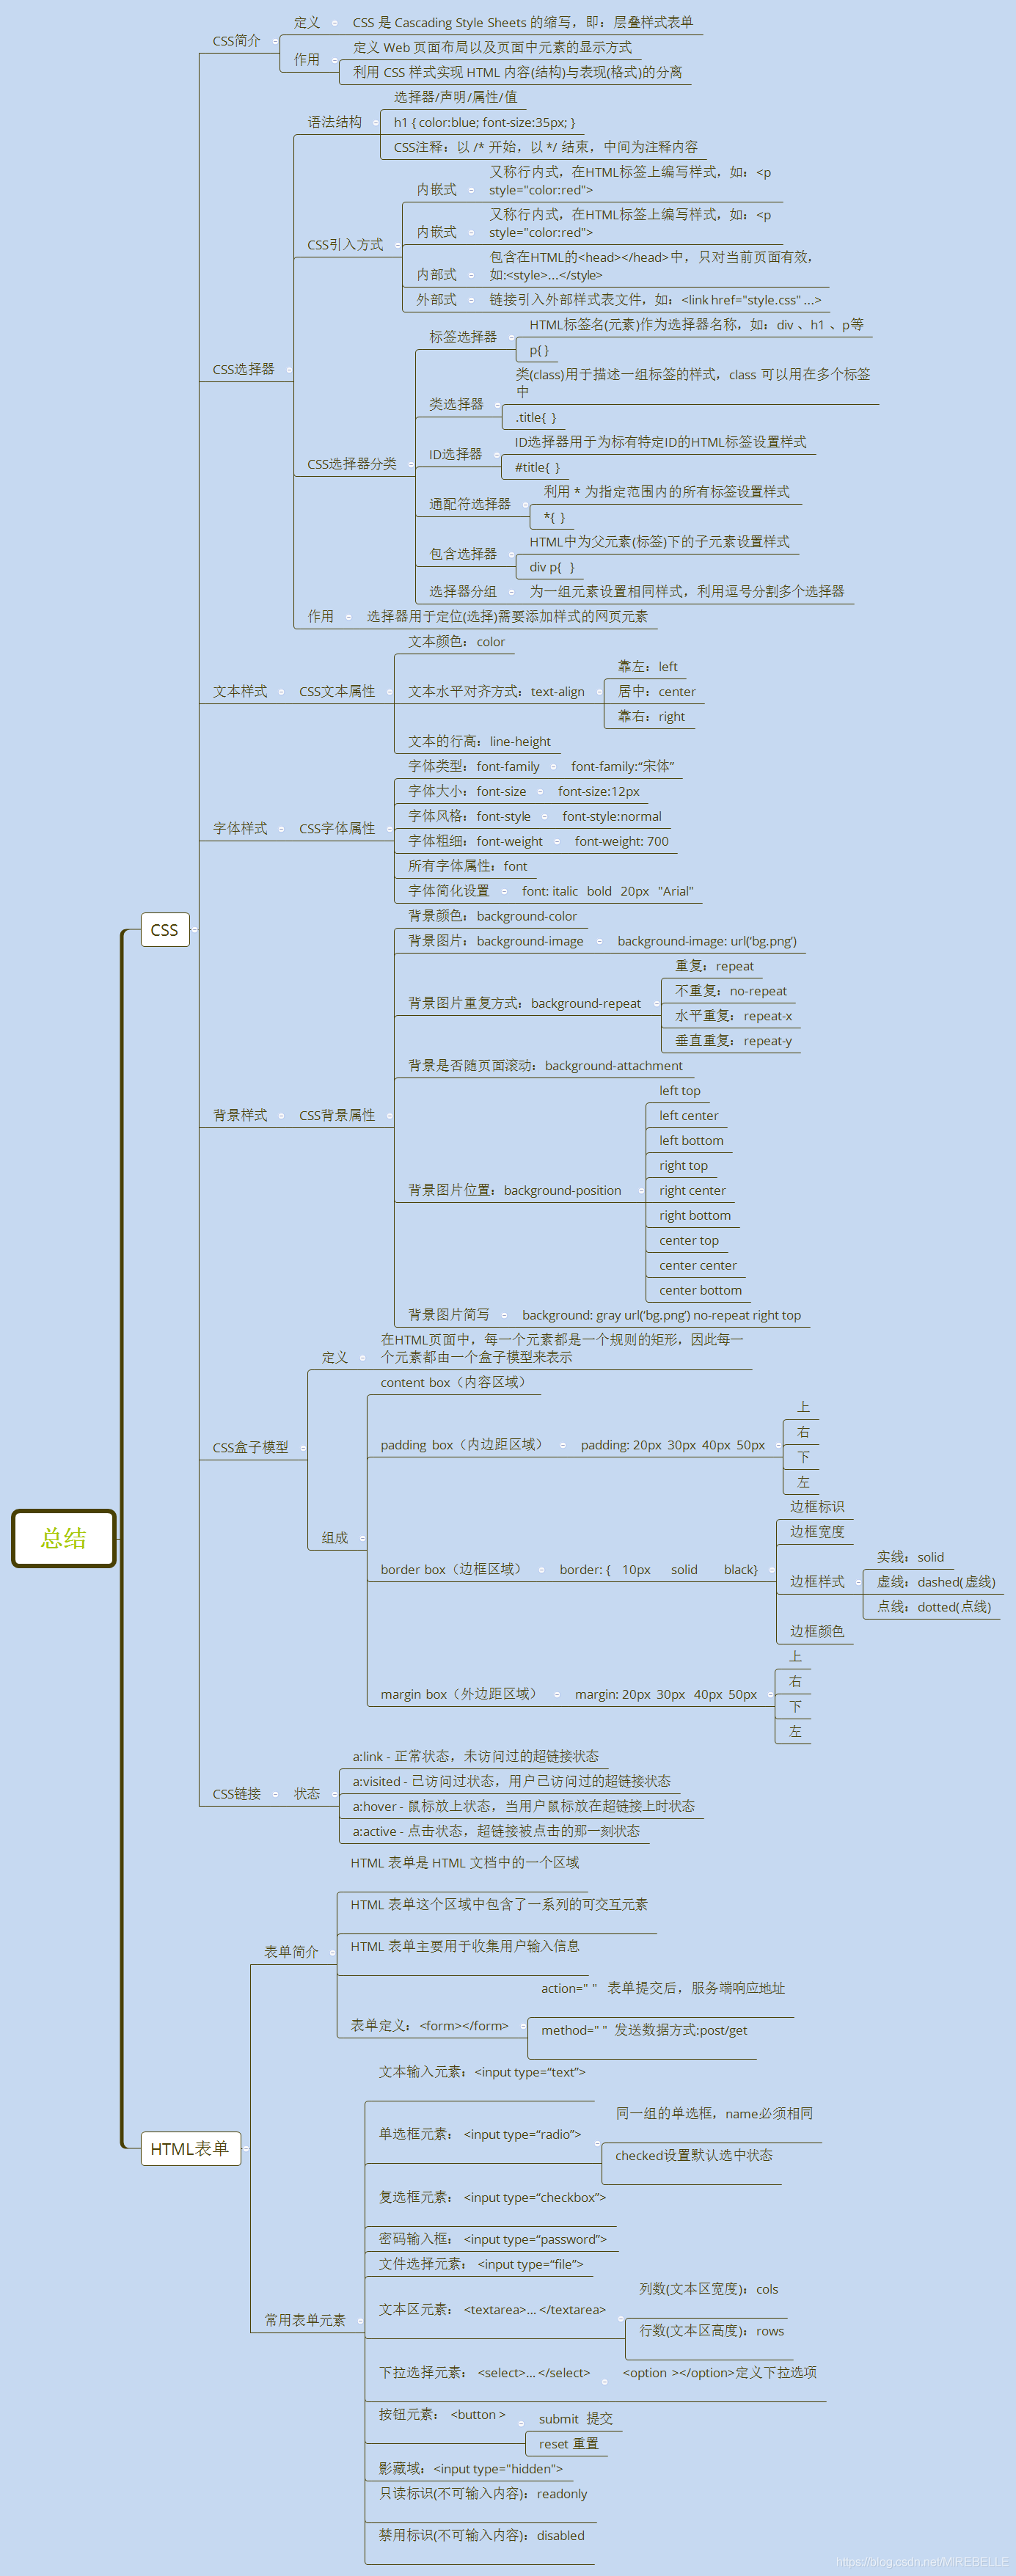 CSS简介
定义
CSS 是 Cascading Style Sheets 的缩写，即：层叠样式表单
作用
定义 Web 页面布局以及页面中元素的显示方式
利用 CSS 样式实现 HTML 内容(结构)与表现(格式)的分离
CSS选择器
语法结构
选择器/声明/属性/值
h1 { color:blue; font-size:35px; }
CSS注释：以 /* 开始，以 */ 结束，中间为注释内容
CSS引入方式
内嵌式
又称行内式，在HTML标签上编写样式，如：<p
style="color:red">
内嵌式
又称行内式，在HTML标签上编写样式，如：<p
style="color:red">
内部式
包含在HTML的<head></head>中，只对当前页面有效，
如:<style>...</style>
外部式
链接引入外部样式表文件，如：<link href="style.css" ...>
CSS选择器分类
标签选择器
HTML标签名(元素)作为选择器名称，如：div 、h1 、p等
p{ }
类选择器
类(class)用于描述一组标签的样式，class 可以用在多个标签
中
.title{ }
ID选择器
ID选择器用于为标有特定ID的HTML标签设置样式
#title{ }
通配符选择器
利用 * 为指定范围内的所有标签设置样式
*{ }
包含选择器
HTML中为父元素(标签)下的子元素设置样式
div p{ }
选择器分组
为一组元素设置相同样式，利用逗号分割多个选择器
作用
选择器用于定位(选择)需要添加样式的网页元素
文本样式
CSS文本属性
文本颜色：color
文本水平对齐方式：text-align
靠左：left
居中：center
靠右：right
文本的行高：line-height
字体样式
CSS字体属性
字体类型：font-family
font-family:“宋体”
字体大小：font-size
font-size:12px
字体风格：font-style
font-style:normal
字体粗细：font-weight
font-weight: 700
所有字体属性：font
字体简化设置
font: italic bold 20px "Arial"
CSS
背景样式
CSS背景属性
背景颜色：background-color
背景图片：background-image
background-image: url(‘bg.png’)
背景图片重复方式：background-repeat
重复：repeat
不重复：no-repeat
水平重复：repeat-x
垂直重复：repeat-y
背景是否随页面滚动：background-attachment
背景图片位置：background-position
left top
left center
left bottom
right top
right center
right bottom
center top
center center
center bottom
背景图片简写
background: gray url(‘bg.png’) no-repeat right top
CSS盒子模型
定义
在HTML页面中，每一个元素都是一个规则的矩形，因此每一
个元素都由一个盒子模型来表示
组成
content box（内容区域）
padding box（内边距区域）
padding: 20px 30px 40px 50px
上
右
下
左
border box（边框区域）
border: { 10px solid black}
边框标识
边框宽度
边框样式
实线：solid
虚线：dashed(虚线)
点线：dotted(点线)
边框颜色
margin box（外边距区域）
margin: 20px 30px 40px 50px
上
右
下
左
总结
CSS链接
状态
a:link - 正常状态，未访问过的超链接状态
a:visited - 已访问过状态，用户已访问过的超链接状态
a:hover - 鼠标放上状态，当用户鼠标放在超链接上时状态
a:active - 点击状态，超链接被点击的那一刻状态
HTML表单
表单简介
HTML 表单是 HTML 文档中的一个区域
HTML 表单这个区域中包含了一系列的可交互元素
HTML 表单主要用于收集用户输入信息
表单定义：<form></form>
action=" " 表单提交后，服务端响应地址
method=" " 发送数据方式:post/get
常用表单元素
文本输入元素：<input type=“text”>
单选框元素： <input type=“radio”>
同一组的单选框，name必须相同
checked设置默认选中状态
复选框元素： <input type=“checkbox”>
密码输入框： <input type=“password”>
文件选择元素： <input type=“file”>
文本区元素： <textarea>... </textarea>
列数(文本区宽度)：cols
行数(文本区高度)：rows
下拉选择元素： <select>... </select>
<option ></option>定义下拉选项
按钮元素： <button >
submit 提交
reset 重置
影藏域：<input type="hidden">
只读标识(不可输入内容)：readonly
禁用标识(不可输入内容)：disabled
https://blog.csdn.net/MIREBELLE